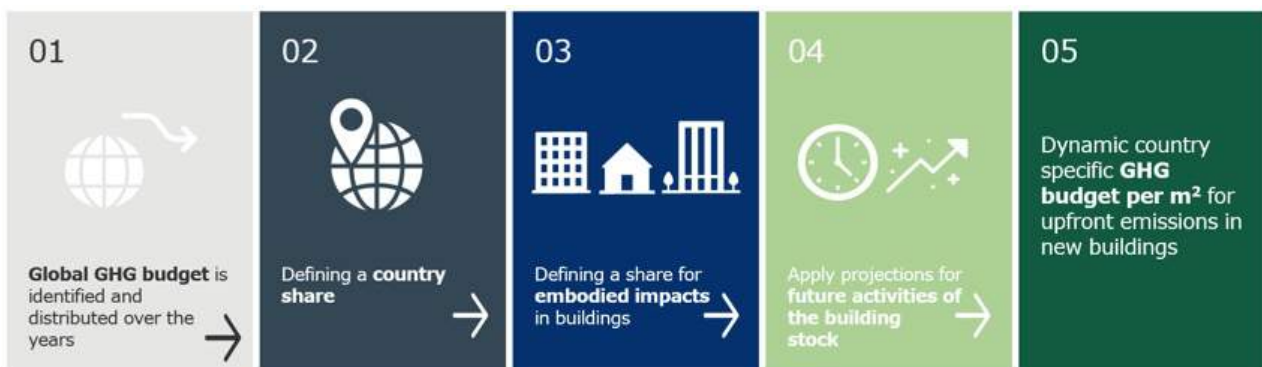 01
Global GHG budget is
identified and
distributed over the
years
02
Defining a country
share
03
Defining a share for
embodied impacts
in buildings
04
Apply projections for
future activities of
the building
stock
05
Dynamic country
specific GHG
budget per m² for
upfront emissions in
new buildings